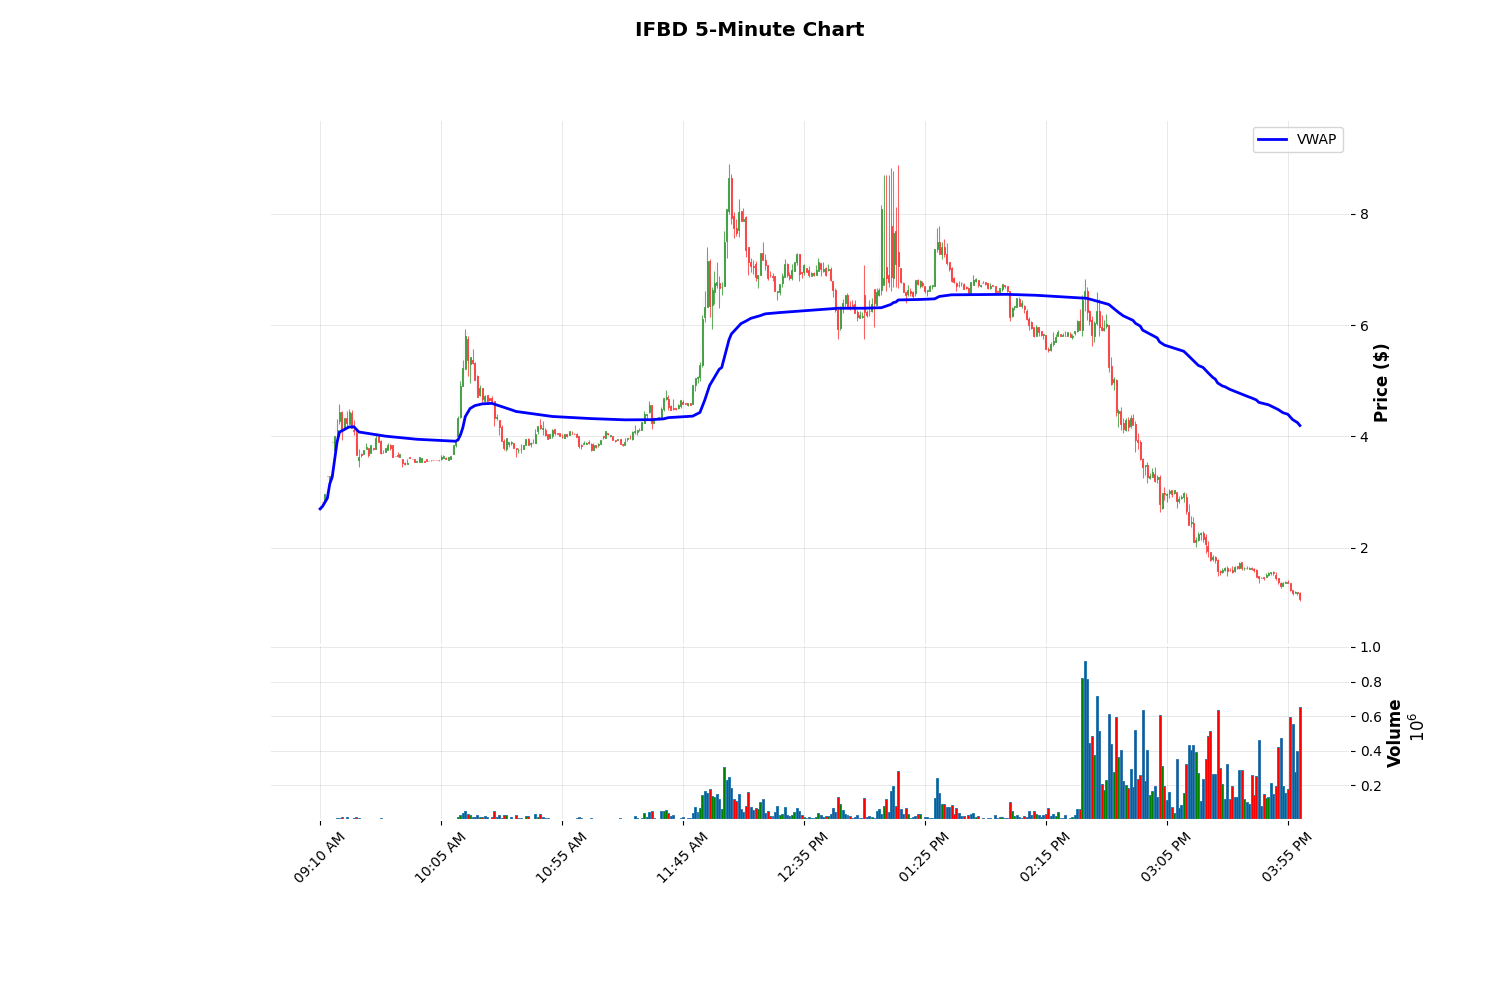 IFBD 5-Minute Chart
VWAP
8
6
4
2
Price ($)
1.0
0.8
0.6
0.4
0.2
Volume
10^6
09:10 AM
10:05 AM
10:55 AM
11:45 AM
12:35 PM
01:25 PM
02:15 PM
03:05 PM
03:55 PM